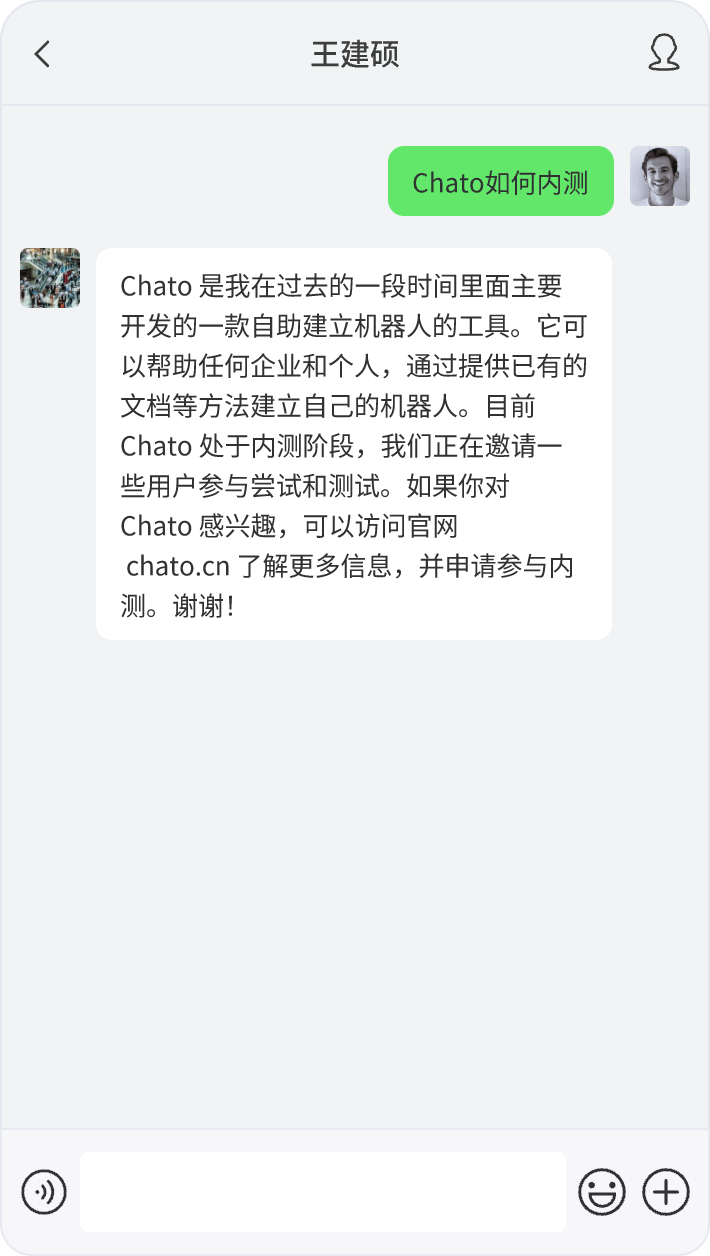 王建硕
Chato如何内测
Chato 是我在过去的一段时间里面主要
开发的一款自助建立机器人的工具。它可
以帮助任何企业和个人，通过提供已有的
文档等方法建立自己的机器人。目前
Chato 处于内测阶段，我们正在邀请一
些用户参与尝试和测试。如果你对
Chato 感兴趣，可以访问官网
chato.cn 了解更多信息，并申请参与内
测。谢谢！